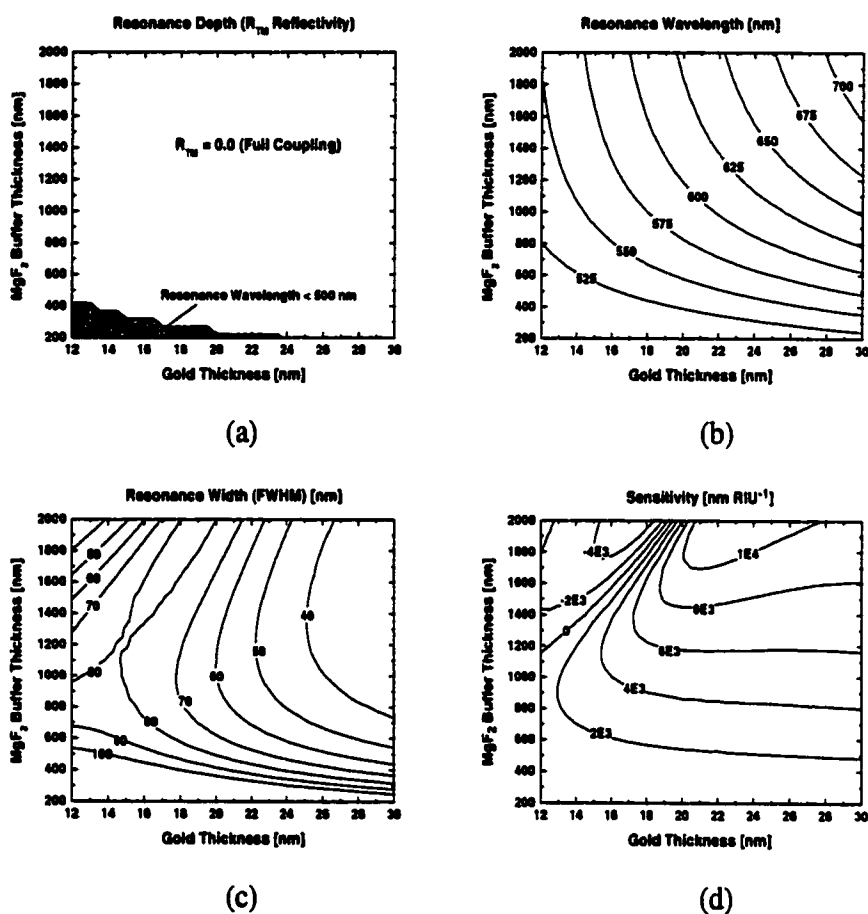 Resonance Depth (R_TM Reflectivity)
MgF₂ Buffer Thickness [nm]
2000
1800
1600
1400
1200
1000
800
600
400
200
R_TM = 0.0 (Full Coupling)
Resonance Wavelength < 500 nm
12 14 16 18 20 22 24 26 28 30
Gold Thickness [nm]
(a)
Resonance Wavelength [nm]
MgF₂ Buffer Thickness [nm]
2000
1800
1600
1400
1200
1000
800
600
400
200
700
675
650
625
600
575
550
525
12 14 16 18 20 22 24 26 28 30
Gold Thickness [nm]
(b)
Resonance Width (FWHM) [nm]
MgF₂ Buffer Thickness [nm]
2000
1800
1600
1400
1200
1000
800
600
400
200
70
40
50
60
70
100
12 14 16 18 20 22 24 26 28 30
Gold Thickness [nm]
(c)
Sensitivity [nm RIU⁻¹]
MgF₂ Buffer Thickness [nm]
2000
1800
1600
1400
1200
1000
800
600
400
200
-4E3
1E4
-2E3
0
4E3
2E3
12 14 16 18 20 22 24 26 28 30
Gold Thickness [nm]
(d)